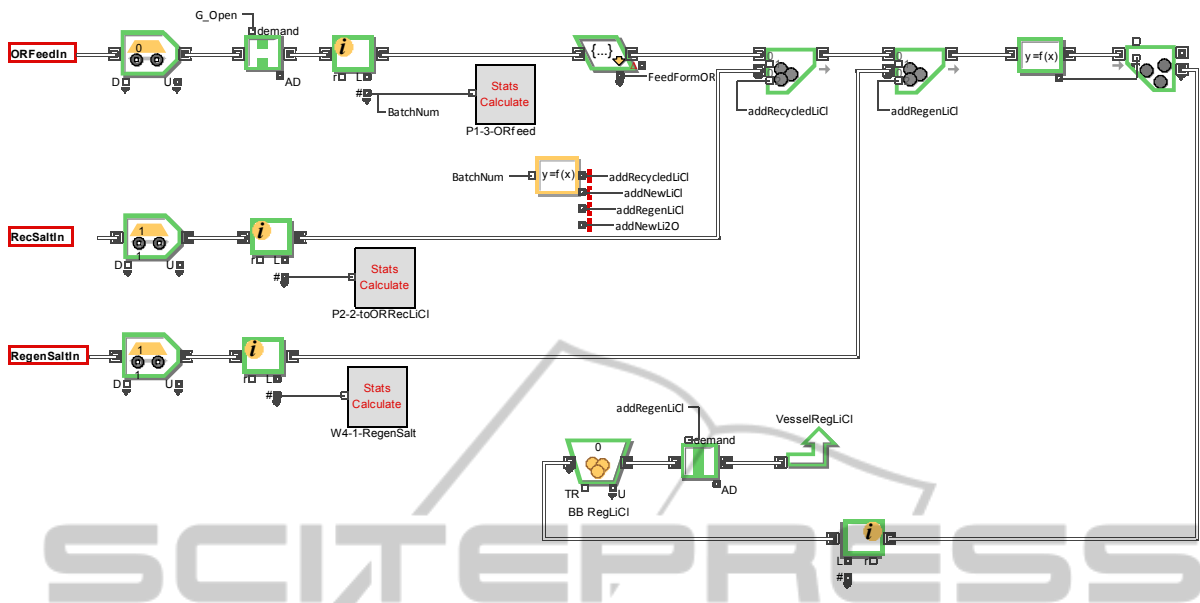 G_Open
demand
ORFeedIn
0
i
{...}
0
0
y=f(x)
D
U
AD
r
L
#
Stats
Calculate
FeedFormOR
BatchNum
P1-3-ORfeed
addRecycledLiCl
addRegenLiCl
BatchNum
y=f(x)
addRecycledLiCl
addNewLiCl
addRegenLiCl
addNewLi2O
RecSaltIn
1
1
i
D
U
r
L
#
Stats
Calculate
P2-2-toORRecLiCl
RegenSaltIn
1
1
i
D
U
r
L
#
Stats
Calculate
W4-1-RegenSalt
addRegenLiCl
VesselRegLiCl
demand
0
TR
U
AD
BB RegLiCl
i
L
r
#
SCITEPRESS